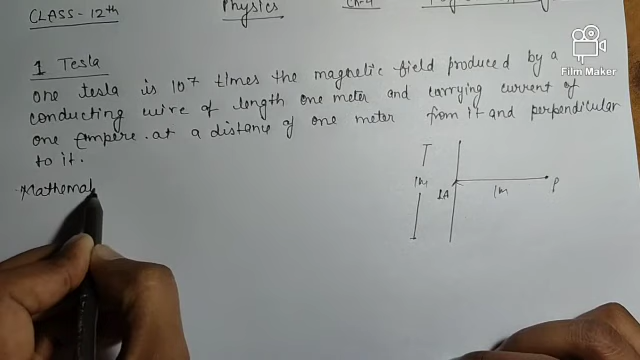 CLASS-12th
Physics
Ch-4
1 Tesla
one tesla is 10⁷ times the magnetic field produced by a
conducting wire of length one meter and carrying current of
one Ampere. at a distance of one meter from it and perpendicular
to it.
Mathemat
1M
1A
1M
P
Film Maker